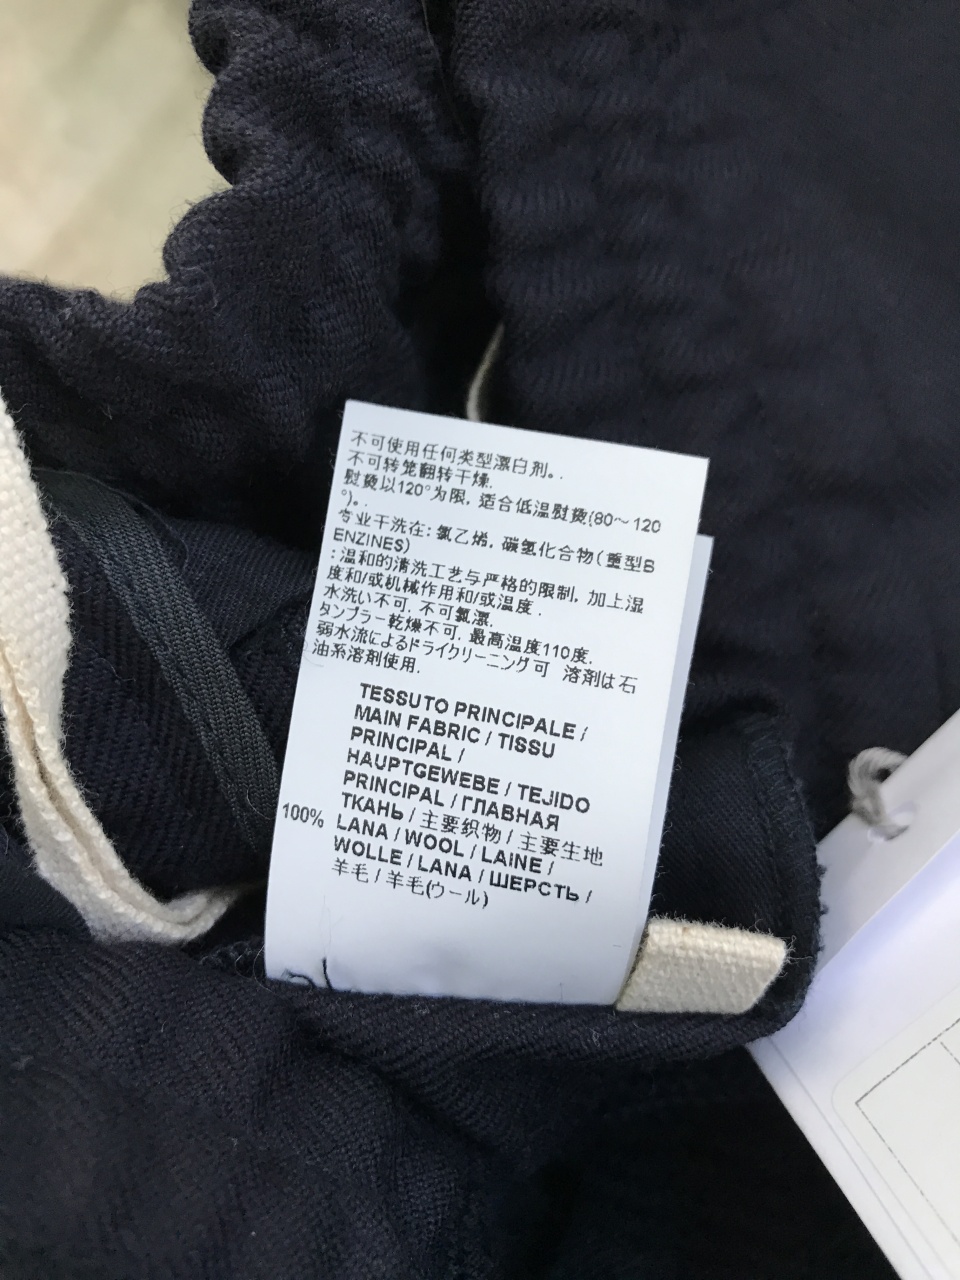 不可使用任何类型漂白剂。.
不可转笼翻转干燥.
熨烫以120°为限, 适合低温熨烫(80～120
°)。.
专业干洗在: 氯乙烯, 碳氢化合物(重型B
ENZINES)
: 温和的清洗工艺与严格的限制, 加上湿
度和/或机械作用和/或温度 .
水洗い不可, 不可氯漂.
タンブラー乾燥不可, 最高温度110度,
弱水流によるドライクリーニング可 溶剤は石
油系溶剤使用.
TESSUTO PRINCIPALE /
MAIN FABRIC / TISSU
PRINCIPAL /
HAUPTGEWEBE / TEJIDO
PRINCIPAL / ГЛАВНАЯ
ТКАНЬ / 主要织物 / 主要生地
100% LANA / WOOL / LAINE /
WOLLE / LANA / ШЕРСТЬ /
羊毛 / 羊毛(ウール)